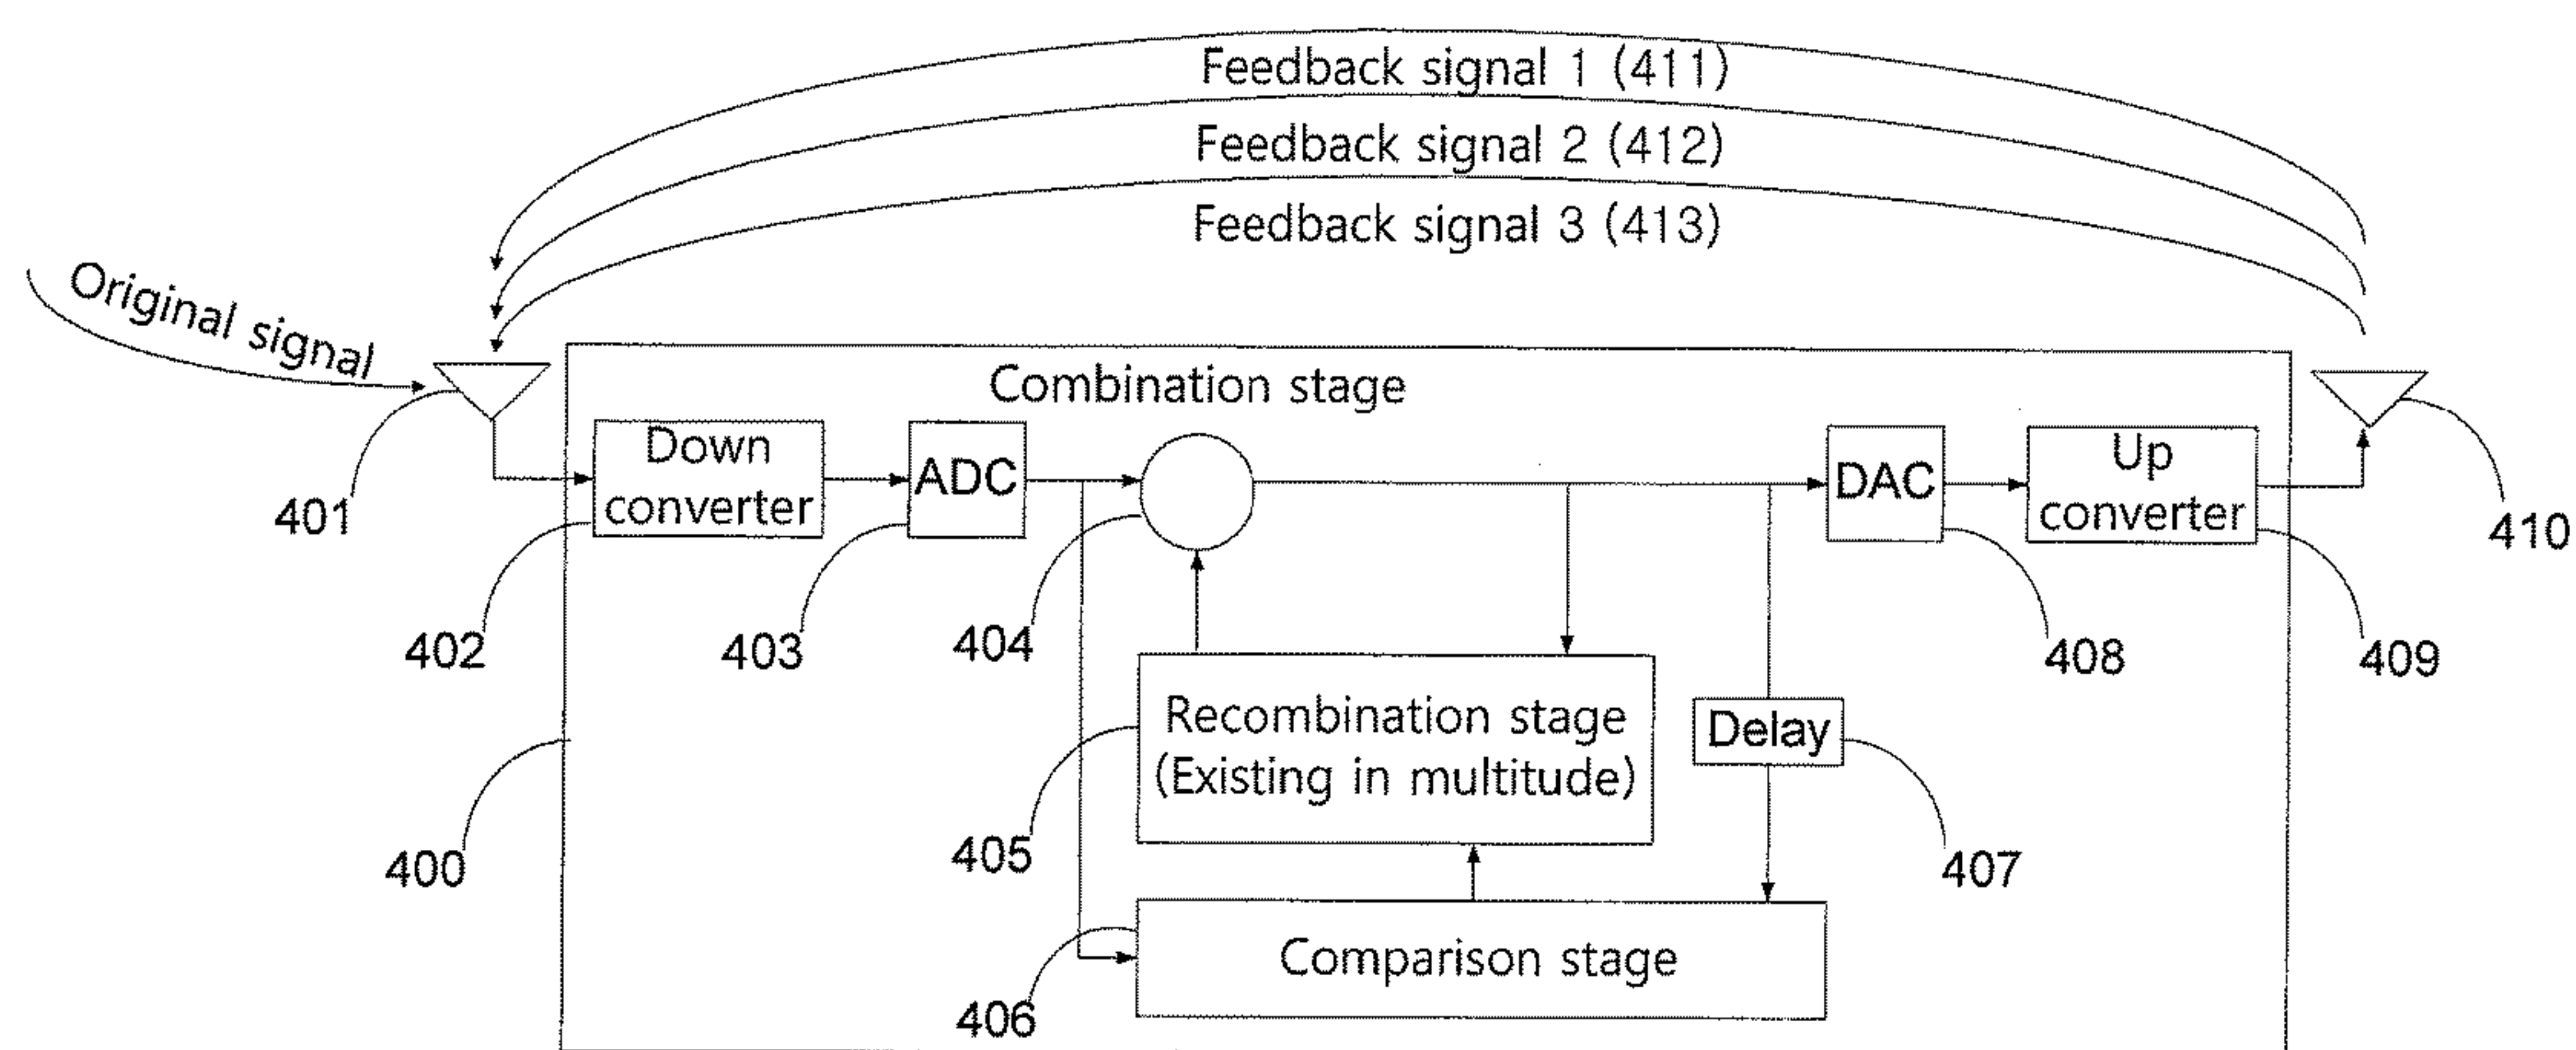 Feedback signal 1 (411)
Feedback signal 2 (412)
Feedback signal 3 (413)
Original signal
Combination stage
401
Down
converter
402
ADC
403
404
DAC
408
Up
converter
409
410
Recombination stage
(Existing in multitude)
405
Delay
407
400
Comparison stage
406